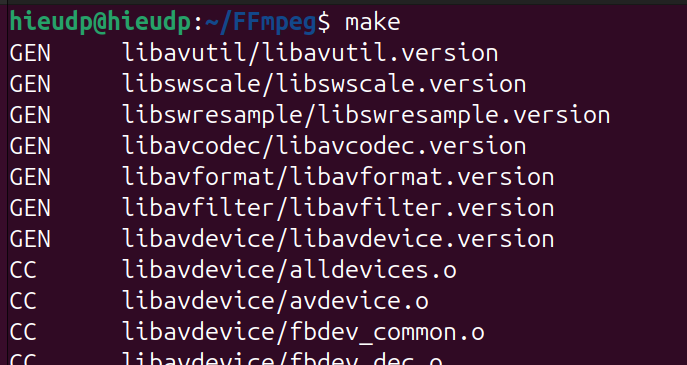 hieudp@hieudp:~/FFmpeg$ make
GEN libavutil/libavutil.version
GEN libswscale/libswscale.version
GEN libswresample/libswresample.version
GEN libavcodec/libavcodec.version
GEN libavformat/libavformat.version
GEN libavfilter/libavfilter.version
GEN libavdevice/libavdevice.version
CC libavdevice/alldevices.o
CC libavdevice/avdevice.o
CC libavdevice/fbdev_common.o
CC libavdevice/fbdev_dec.o